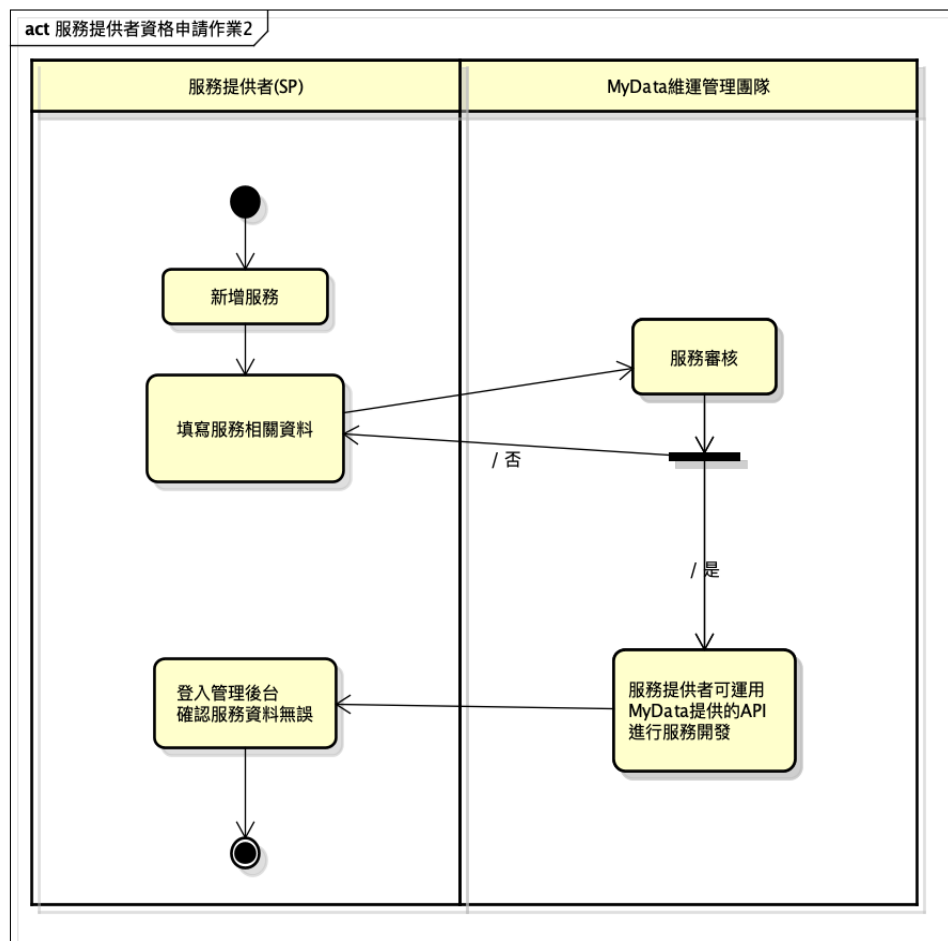 act 服務提供者資格申請作業2
服務提供者(SP)
MyData維運管理團隊
新增服務
服務審核
填寫服務相關資料
/ 否
/ 是
登入管理後台
確認服務資料無誤
服務提供者可運用
MyData提供的API
進行服務開發